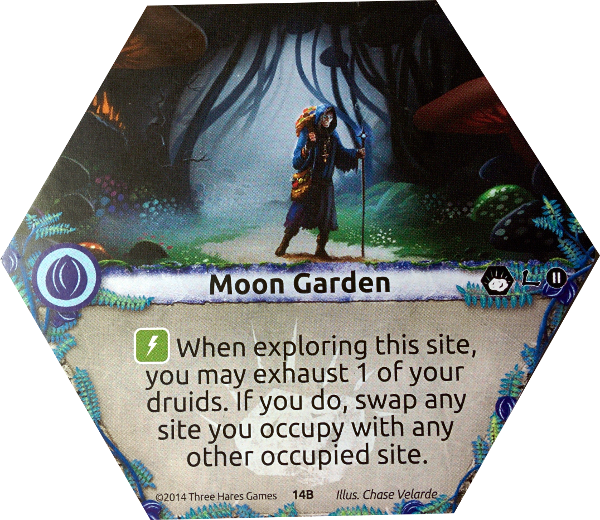 Moon Garden
When exploring this site,
you may exhaust 1 of your
druids. If you do, swap any
site you occupy with any
other occupied site.
©2014 Three Hares Games 14B Illus. Chase Velarde